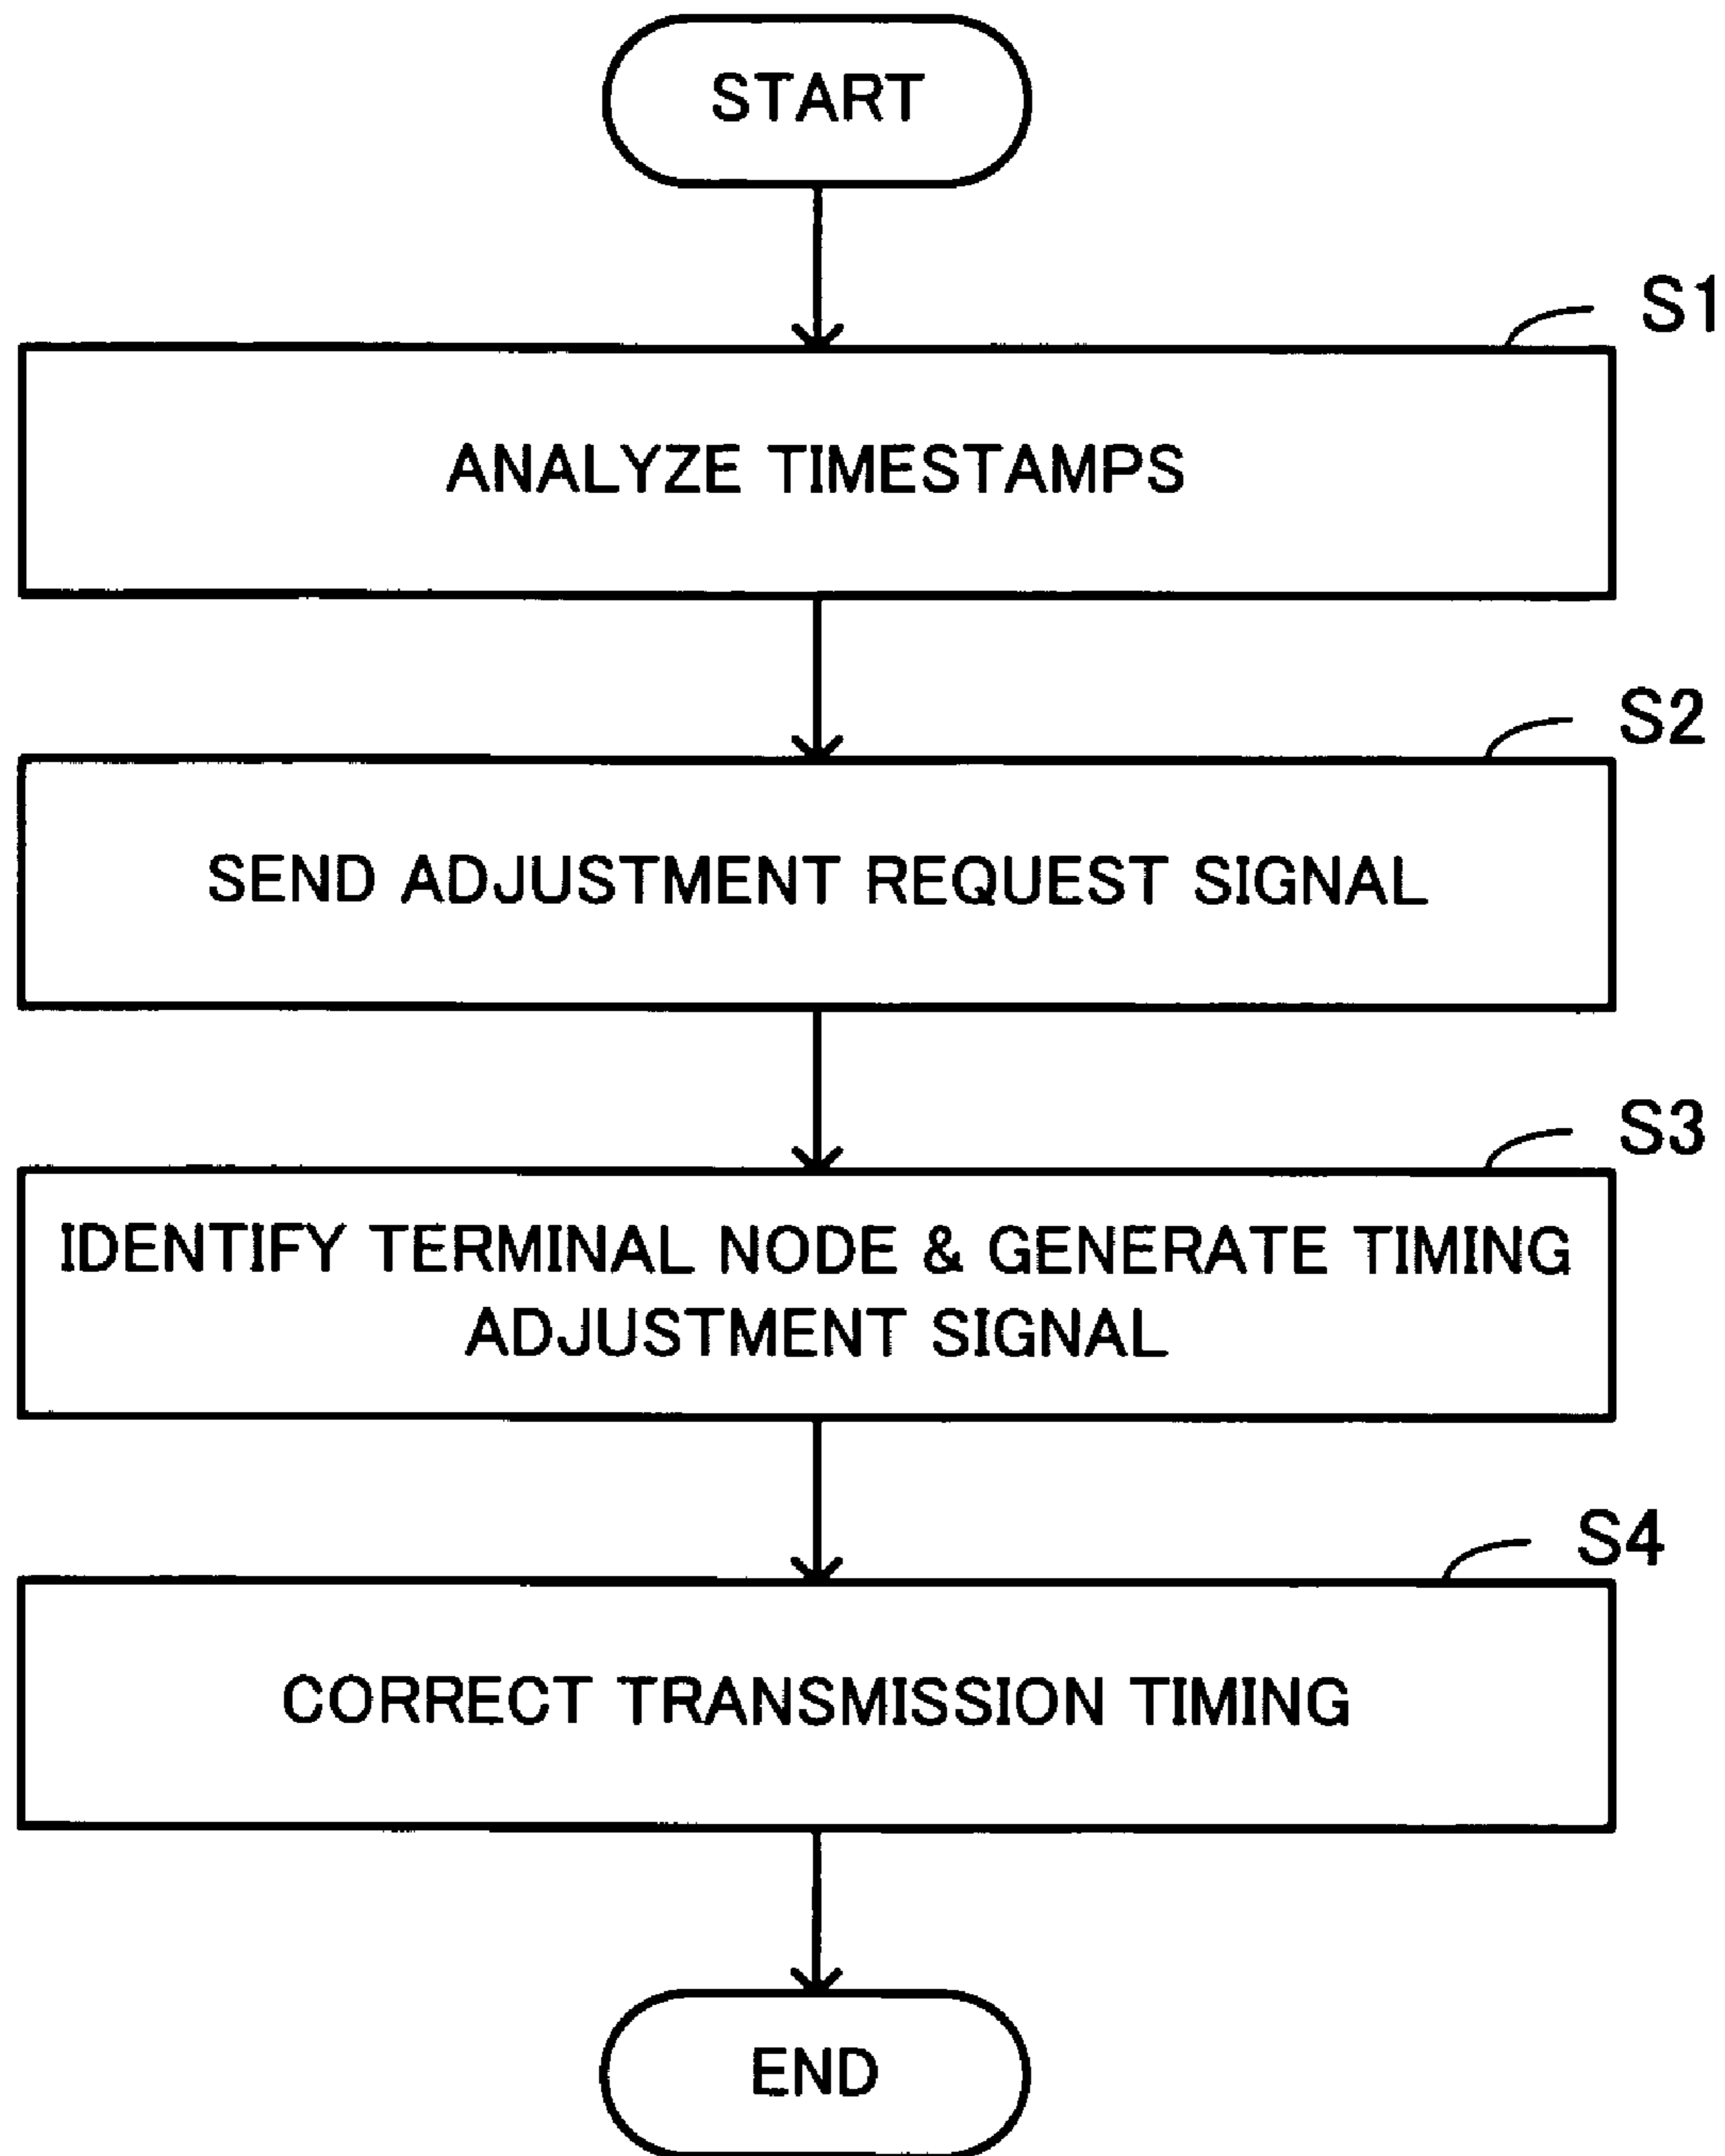 START
S1
ANALYZE TIMESTAMPS
S2
SEND ADJUSTMENT REQUEST SIGNAL
S3
IDENTIFY TERMINAL NODE & GENERATE TIMING
ADJUSTMENT SIGNAL
S4
CORRECT TRANSMISSION TIMING
END